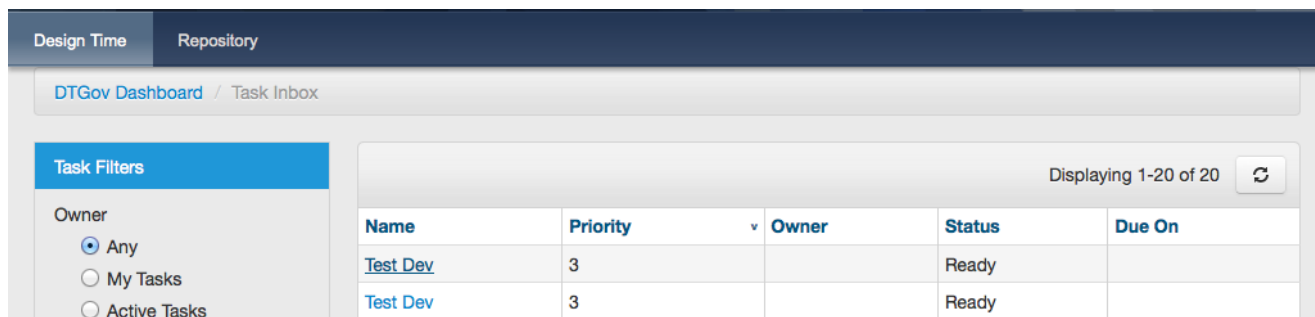 Design Time Repository
DTGov Dashboard / Task Inbox
Task Filters
Owner
Any
My Tasks
Active Tasks
Displaying 1-20 of 20
Name Priority v Owner Status Due On
Test Dev 3 Ready
Test Dev 3 Ready